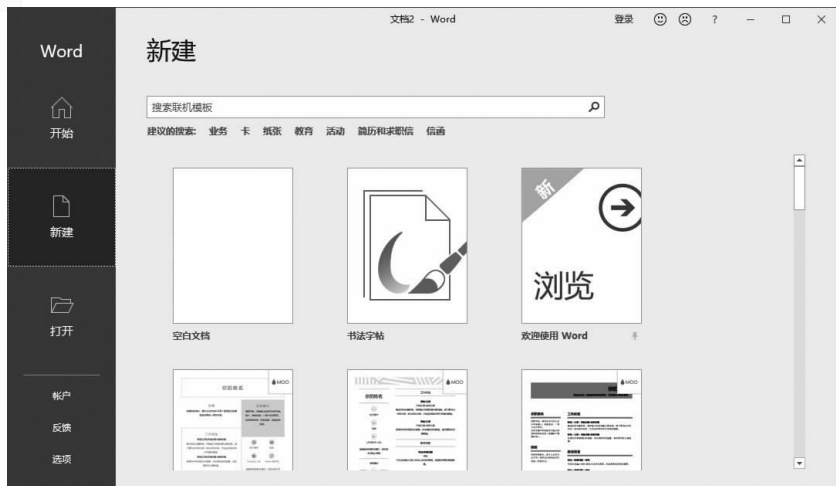 文档2 - Word
登录
?
Word
新建
开始
新建
打开
帐户
反馈
选项
搜索联机模板
建议的搜索: 业务 卡 纸张 教育 活动 简历和求职信 信函
新
浏览
空白文档
书法字帖
欢迎使用 Word
MOO
MOO
MOO